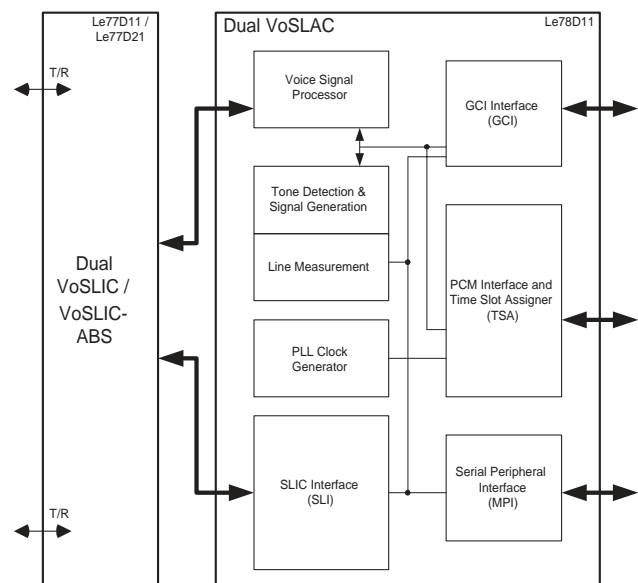 Le77D11 /
Le77D21
T/R
Dual
VoSLIC /
VoSLIC-
ABS
T/R
Dual VoSLAC
Le78D11
Voice Signal
Processor
GCI Interface
(GCI)
Tone Detection &
Signal Generation
Line Measurement
PCM Interface and
Time Slot Assigner
(TSA)
PLL Clock
Generator
SLIC Interface
(SLI)
Serial Peripheral
Interface
(MPI)